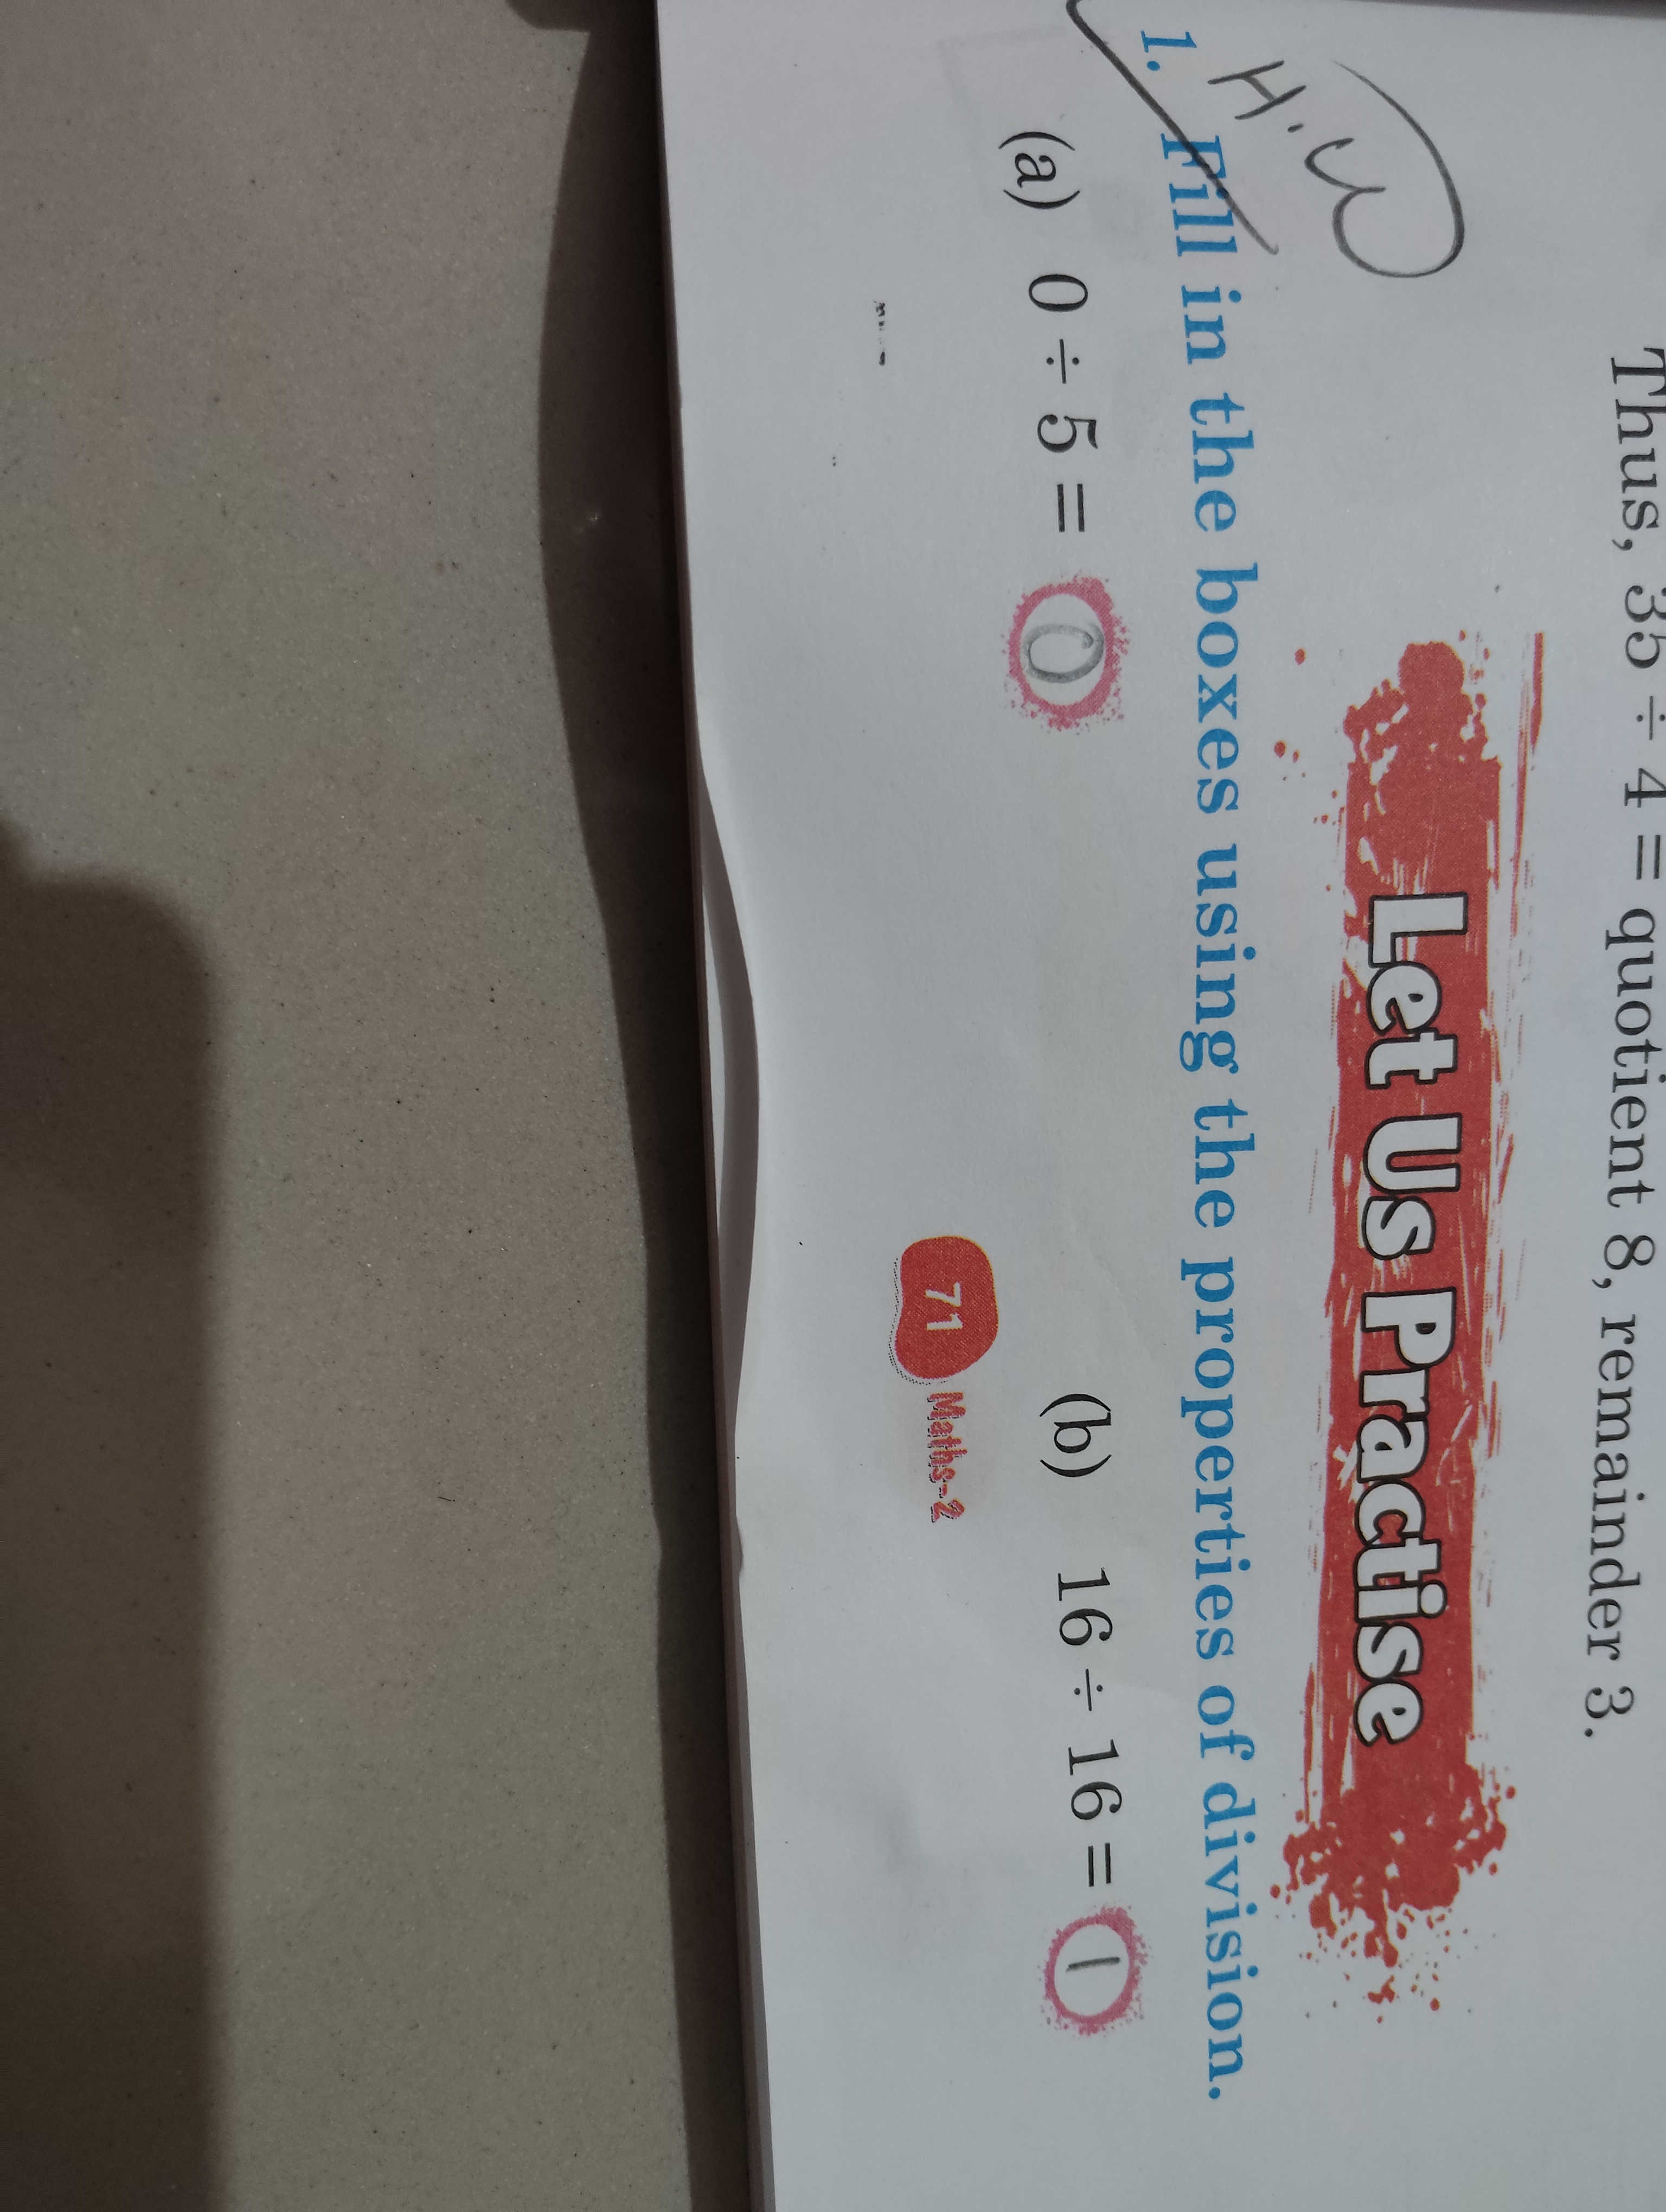 Thus, 35 ÷ 4 = quotient 8, remainder 3.
Let Us Practise
H.W
1. Fill in the boxes using the properties of division.
(a) 0 ÷ 5 = 0
(b) 16 ÷ 16 = 1
71 Maths-2